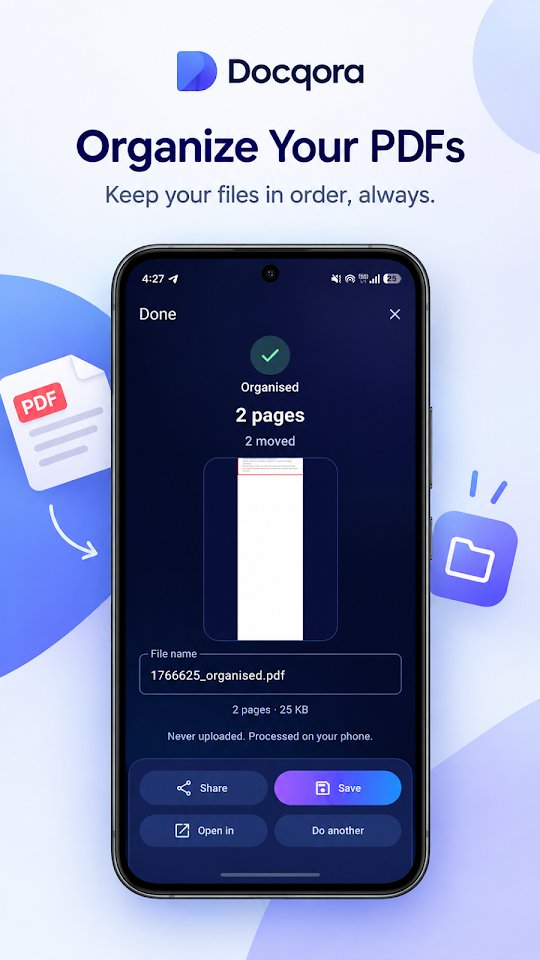 Docqora
Organize Your PDFs
Keep your files in order, always.
4:27
25
Done
Organised
2 pages
2 moved
PDF
File name
1766625_organised.pdf
2 pages · 25 KB
Never uploaded. Processed on your phone.
Share
Save
Open in
Do another